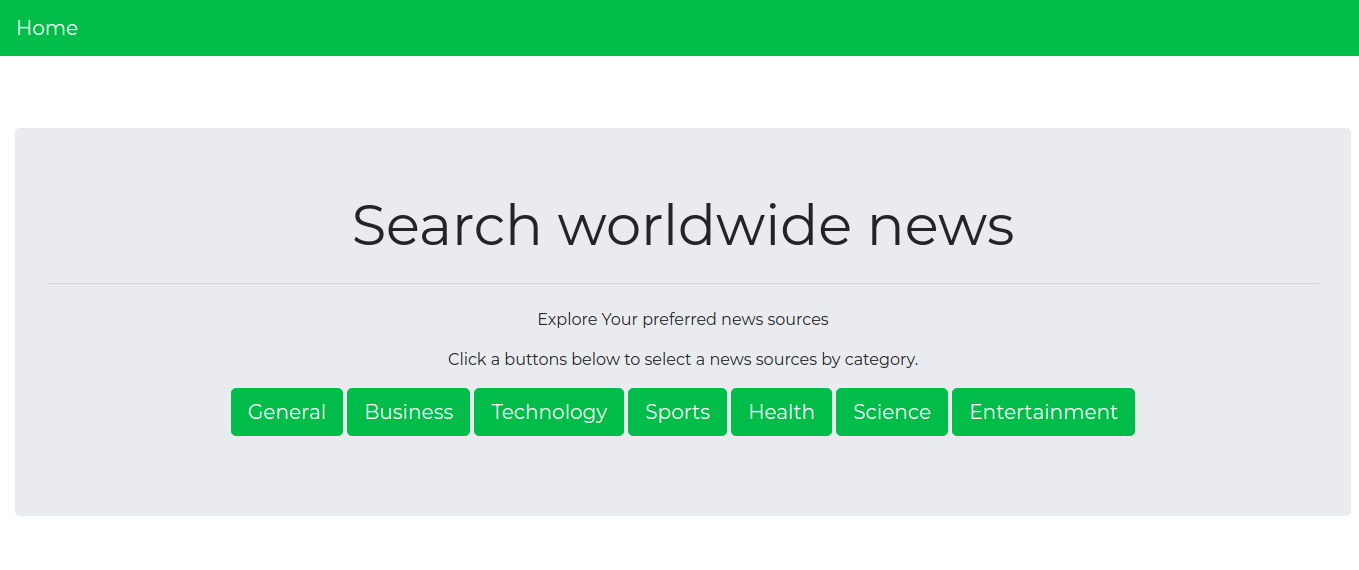 Home
Search worldwide news
Explore Your preferred news sources
Click a buttons below to select a news sources by category.
General Business Technology Sports Health Science Entertainment